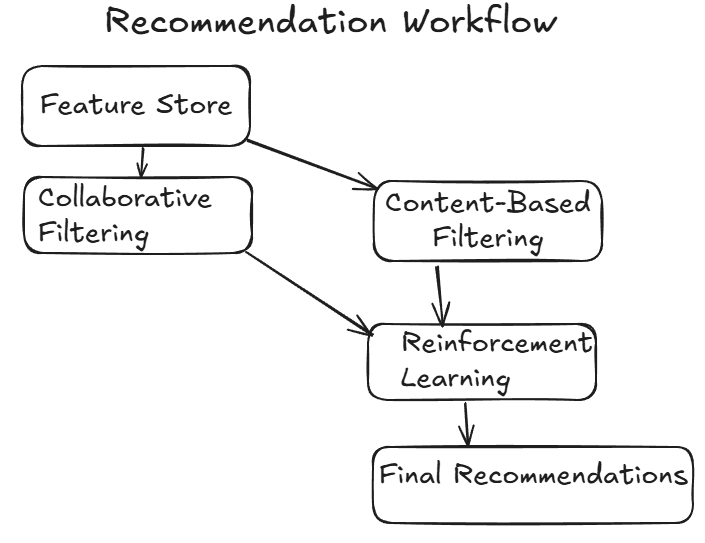 Recommendation Workflow
Feature Store
Collaborative
Filtering
Content-Based
Filtering
Reinforcement
Learning
Final Recommendations